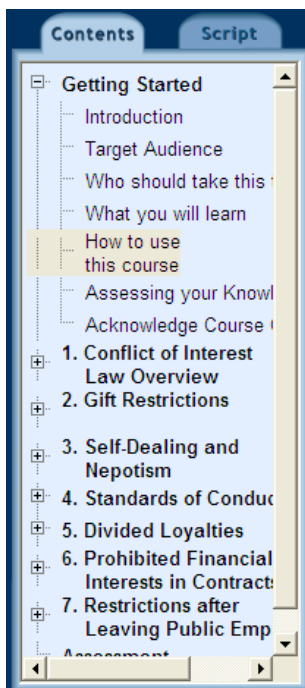 Contents
Script
Getting Started
Introduction
Target Audience
Who should take this
What you will learn
How to use
this course
Assessing your Knowl
Acknowledge Course
1. Conflict of Interest
Law Overview
2. Gift Restrictions
3. Self-Dealing and
Nepotism
4. Standards of Conduc
5. Divided Loyalties
6. Prohibited Financial
Interests in Contracts
7. Restrictions after
Leaving Public Emp
Assessment